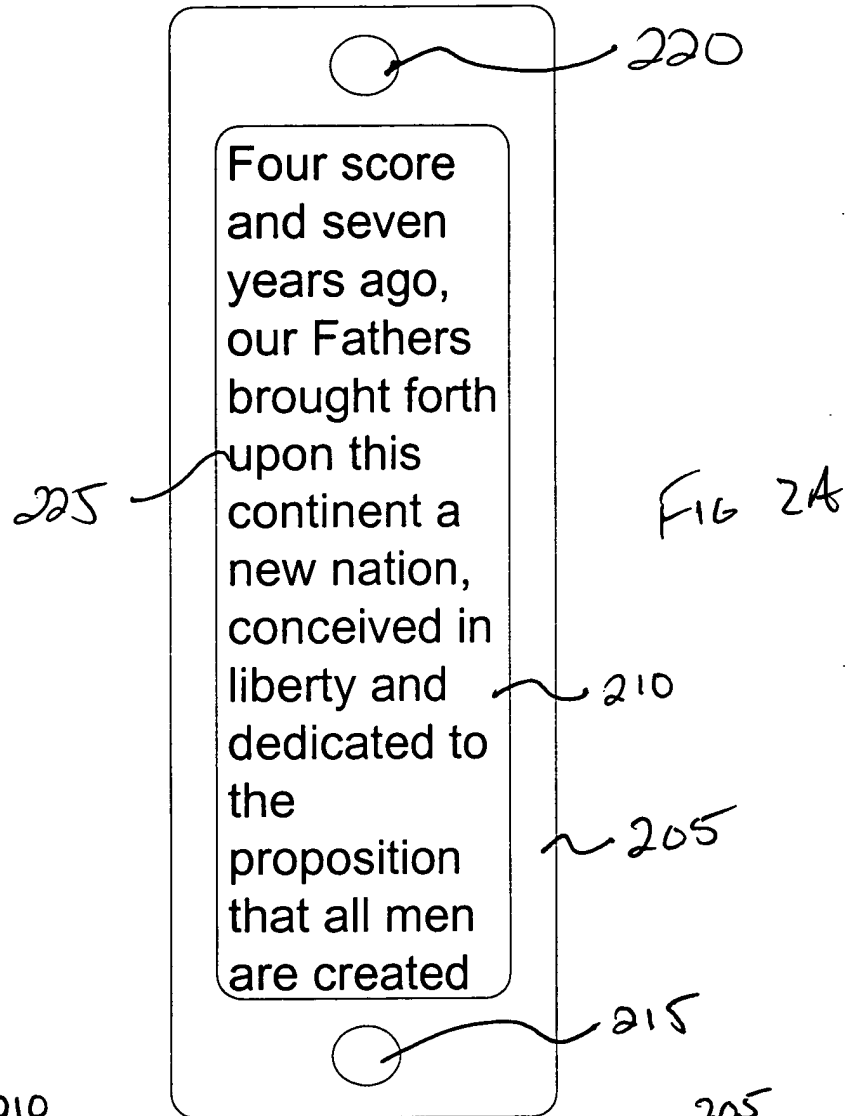 220
Four score
and seven
years ago,
our Fathers
brought forth
upon this
225
continent a
FIG 2A
new nation,
conceived in
liberty and
210
dedicated to
the
205
proposition
that all men
are created
215